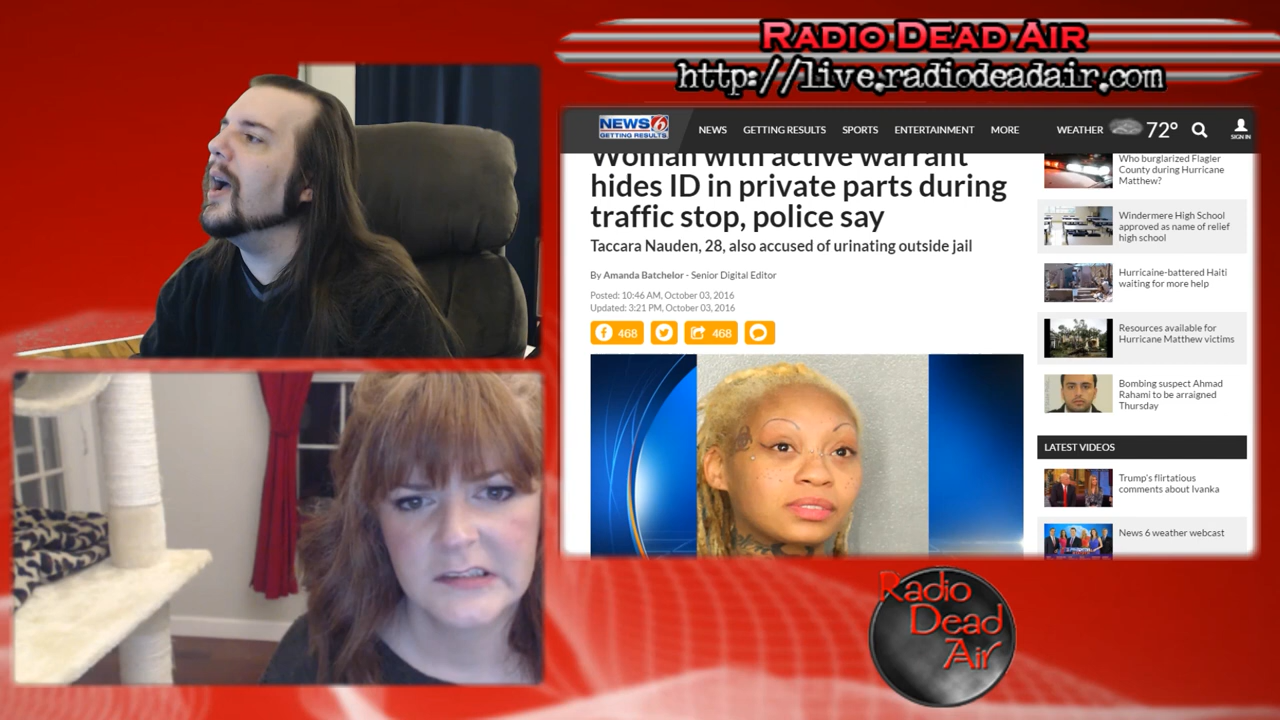 RADIO DEAD AIR
http://live.radiodeadair.com
NEWS 6
GETTING RESULTS
NEWS
GETTING RESULTS
SPORTS
ENTERTAINMENT
MORE
WEATHER
72°
SIGN IN
Woman with active warrant
hides ID in private parts during
traffic stop, police say
Taccara Nauden, 28, also accused of urinating outside jail
By Amanda Batchelor - Senior Digital Editor
Posted: 10:46 AM, October 03, 2016
Updated: 3:21 PM, October 03, 2016
468
468
Who burglarized Flagler
County during Hurricane
Matthew?
Windermere High School
approved as name of relief
high school
Hurricaine-battered Haiti
waiting for more help
Resources available for
Hurricane Matthew victims
Bombing suspect Ahmad
Rahami to be arraigned
Thursday
LATEST VIDEOS
Trump's flirtatious
comments about Ivanka
News 6 weather webcast
Radio
Dead
Air